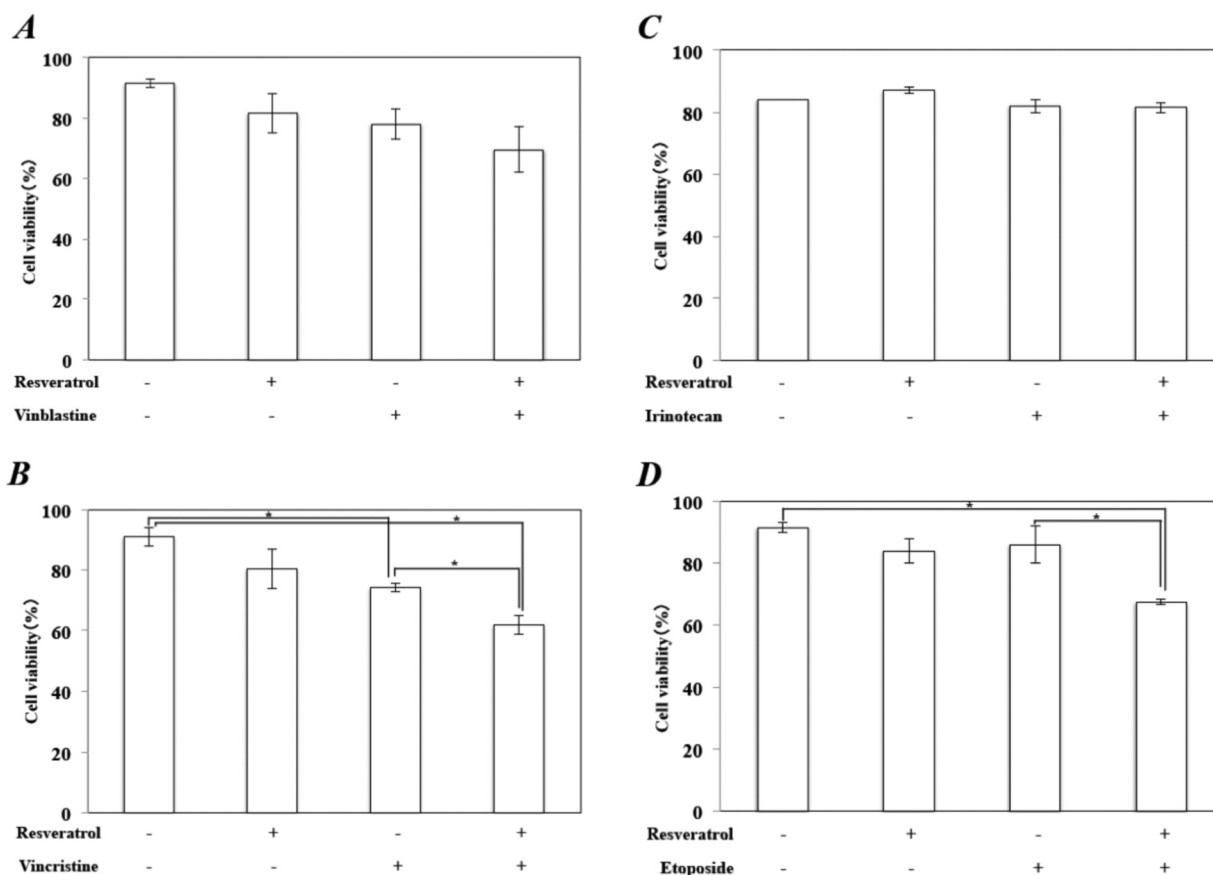 A
100
80
60
40
20
0
Cell viability(%)
Resveratrol - + - +
Vinblastine - - + +
C
100
80
60
40
20
0
Cell viability(%)
Resveratrol - + - +
Irinotecan - - + +
B
100
80
60
40
20
0
Cell viability(%)
* * *
Resveratrol - + - +
Vincristine - - + +
D
100
80
60
40
20
0
Cell viability(%)
* *
Resveratrol - + - +
Etoposide - - + +